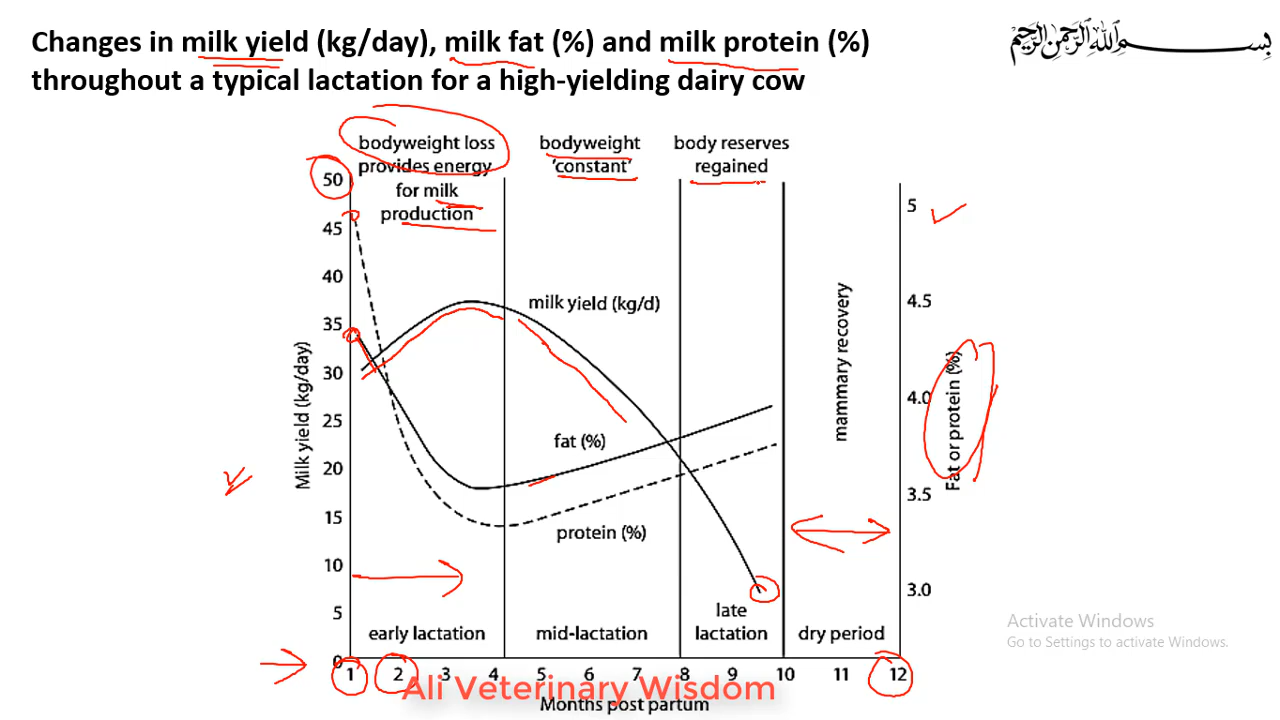 Changes in milk yield (kg/day), milk fat (%) and milk protein (%)
throughout a typical lactation for a high-yielding dairy cow
بسم الله الرحمن الرحيم
bodyweight loss
provides energy
for milk
production
bodyweight
'constant'
body reserves
regained
50
45
40
35
30
25
20
15
10
5
0
Milk yield (kg/day)
milk yield (kg/d)
fat (%)
protein (%)
mammary recovery
5
4.5
4.0
3.5
3.0
Fat or protein (%)
early lactation
mid-lactation
late
lactation
dry period
1 2 3 4 5 6 7 8 9 10 11 12
Months post partum
Ali Veterinary Wisdom
Activate Windows
Go to Settings to activate Windows.